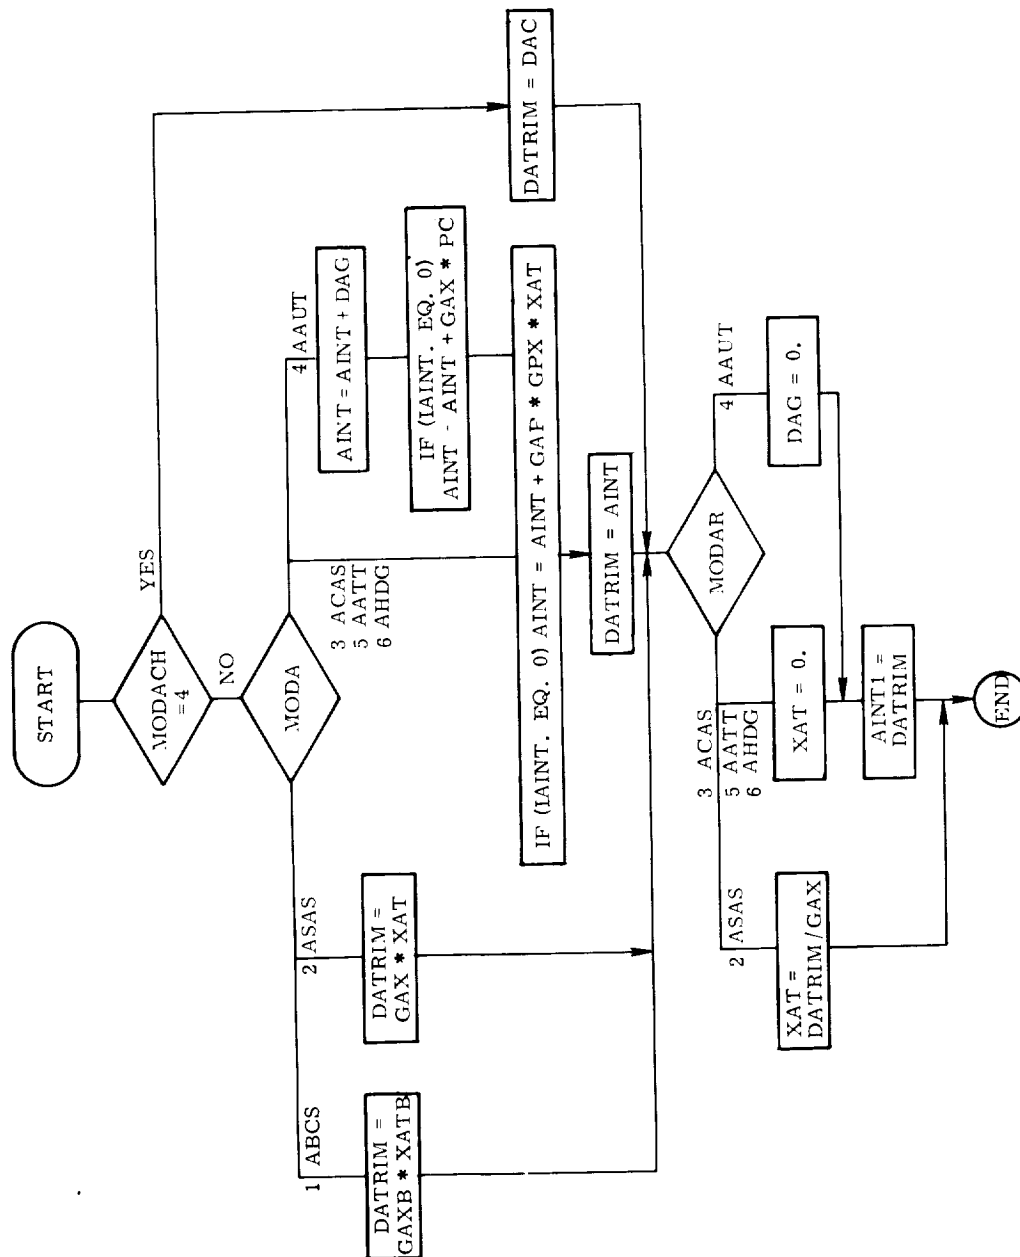 START
MODACH
=4
YES
NO
MODA
1 ABCS
2 ASAS
3 ACAS
5 AATT
6 AHDG
4 AAUT
DATRIM =
GAXB * XATB
DATRIM =
GAX * XAT
AINT = AINT + DAG
IF (IAINT. EQ. 0)
AINT - AINT + GAX * PC
IF (IAINT. EQ. 0) AINT = AINT + GAP * GPX * XAT
DATRIM = DAC
DATRIM = AINT
MODAR
2 ASAS
3 ACAS
5 AATT
6 AHDG
4 AAUT
XAT =
DATRIM/GAX
XAT = 0.
DAG = 0.
AINT1 =
DATRIM
END